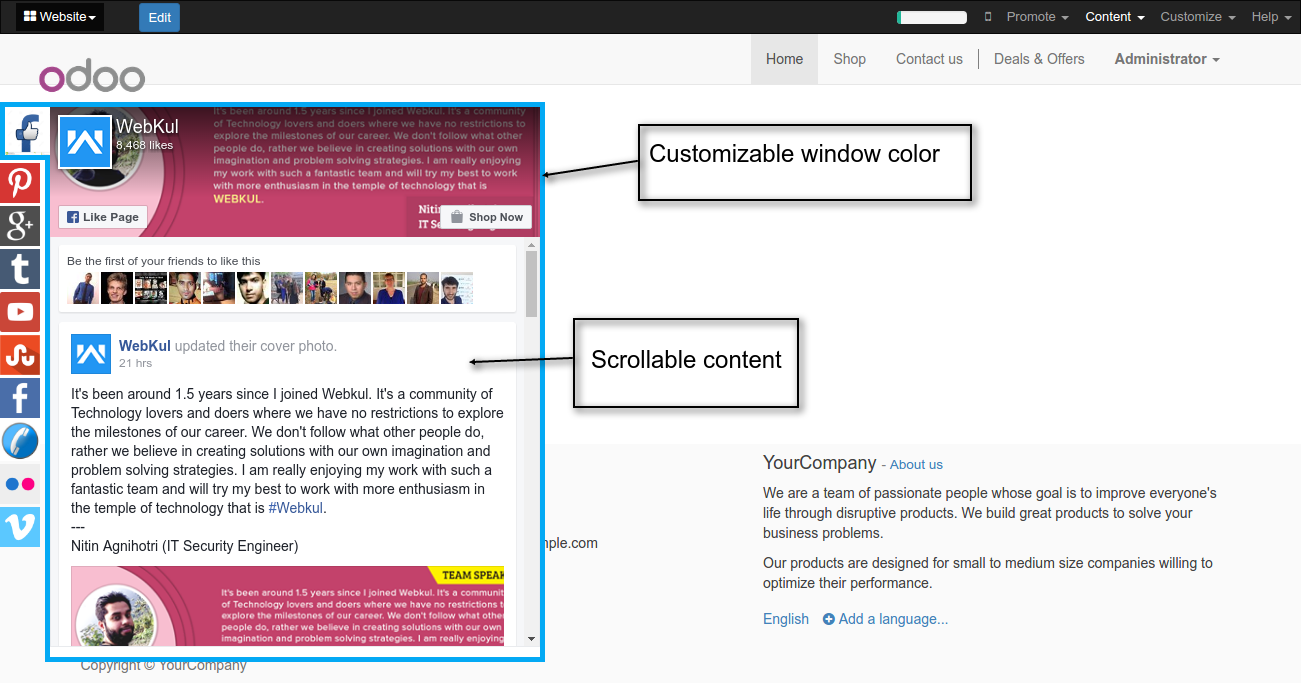 Website
Edit
Promote
Content
Customize
Help
odoo
Home
Shop
Contact us
Deals & Offers
Administrator
WebKul
8,468 likes
It's been around 1.5 years since I joined Webkul. It's a community
of Technology lovers and doers where we have no restrictions to
explore the milestones of our career. We don't follow what other
people do, rather we believe in creating solutions with our own
imagination and problem solving strategies. I am really enjoying
my work with such a fantastic team and will try my best to work
with more enthusiasm in the temple of technology that is
WEBKUL.
Like Page
Shop Now
Customizable window color
Be the first of your friends to like this
WebKul updated their cover photo.
21 hrs
Scrollable content
It's been around 1.5 years since I joined Webkul. It's a community of
Technology lovers and doers where we have no restrictions to explore
the milestones of our career. We don't follow what other people do,
rather we believe in creating solutions with our own imagination and
problem solving strategies. I am really enjoying my work with such a
fantastic team and will try my best to work with more enthusiasm in
the temple of technology that is #Webkul.
---
Nitin Agnihotri (IT Security Engineer)
TEAM SPEAK
It's been around 1.5 years since I joined Webkul. It's a communit
of Technology lovers and doers where we have no restrictions t
explore the milestones of our career. We don't follow what othe
people do, rather we believe in creating solutions with our own
imagination and problem solving strategies. I am really enjoying
mple.com
YourCompany - About us
We are a team of passionate people whose goal is to improve everyone's
life through disruptive products. We build great products to solve your
business problems.
Our products are designed for small to medium size companies willing to
optimize their performance.
English
Add a language...
Copyright © YourCompany